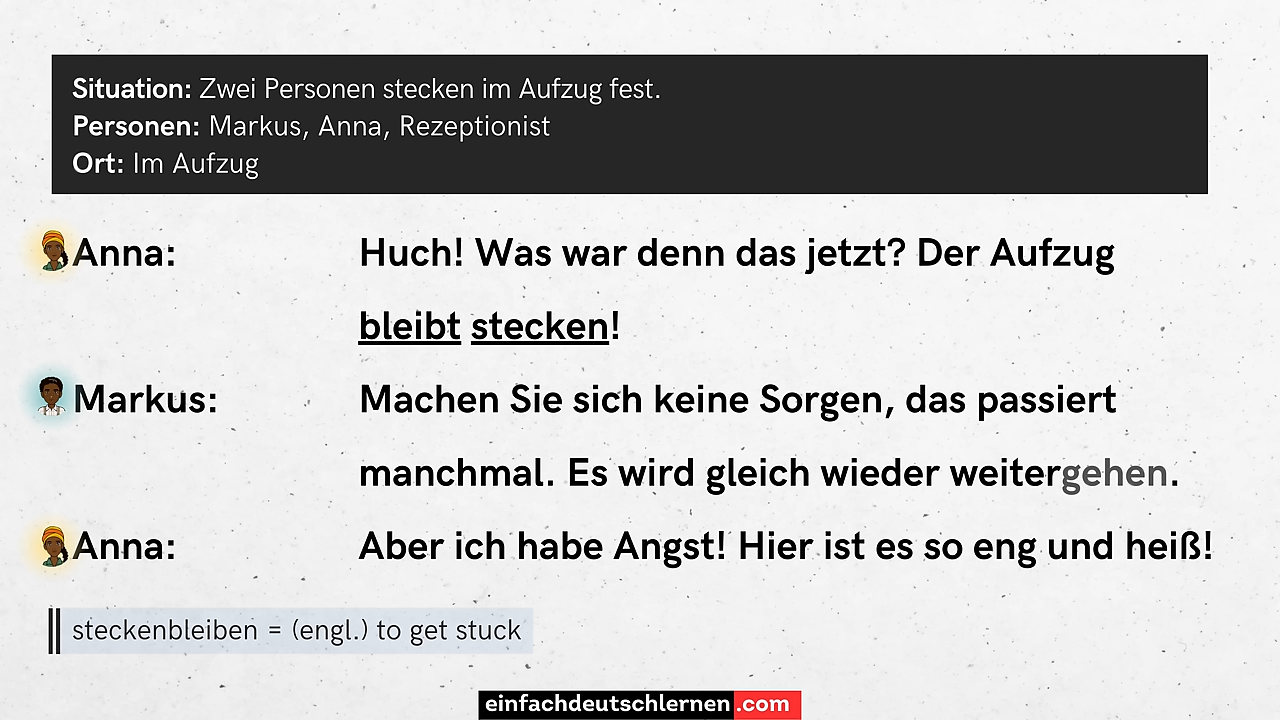 Situation: Zwei Personen stecken im Aufzug fest.
Personen: Markus, Anna, Rezeptionist
Ort: Im Aufzug
Anna: Huch! Was war denn das jetzt? Der Aufzug
bleibt stecken!
Markus: Machen Sie sich keine Sorgen, das passiert
manchmal. Es wird gleich wieder weitergehen.
Anna: Aber ich habe Angst! Hier ist es so eng und heiß!
steckenbleiben = (engl.) to get stuck
einfachdeutschlernen.com